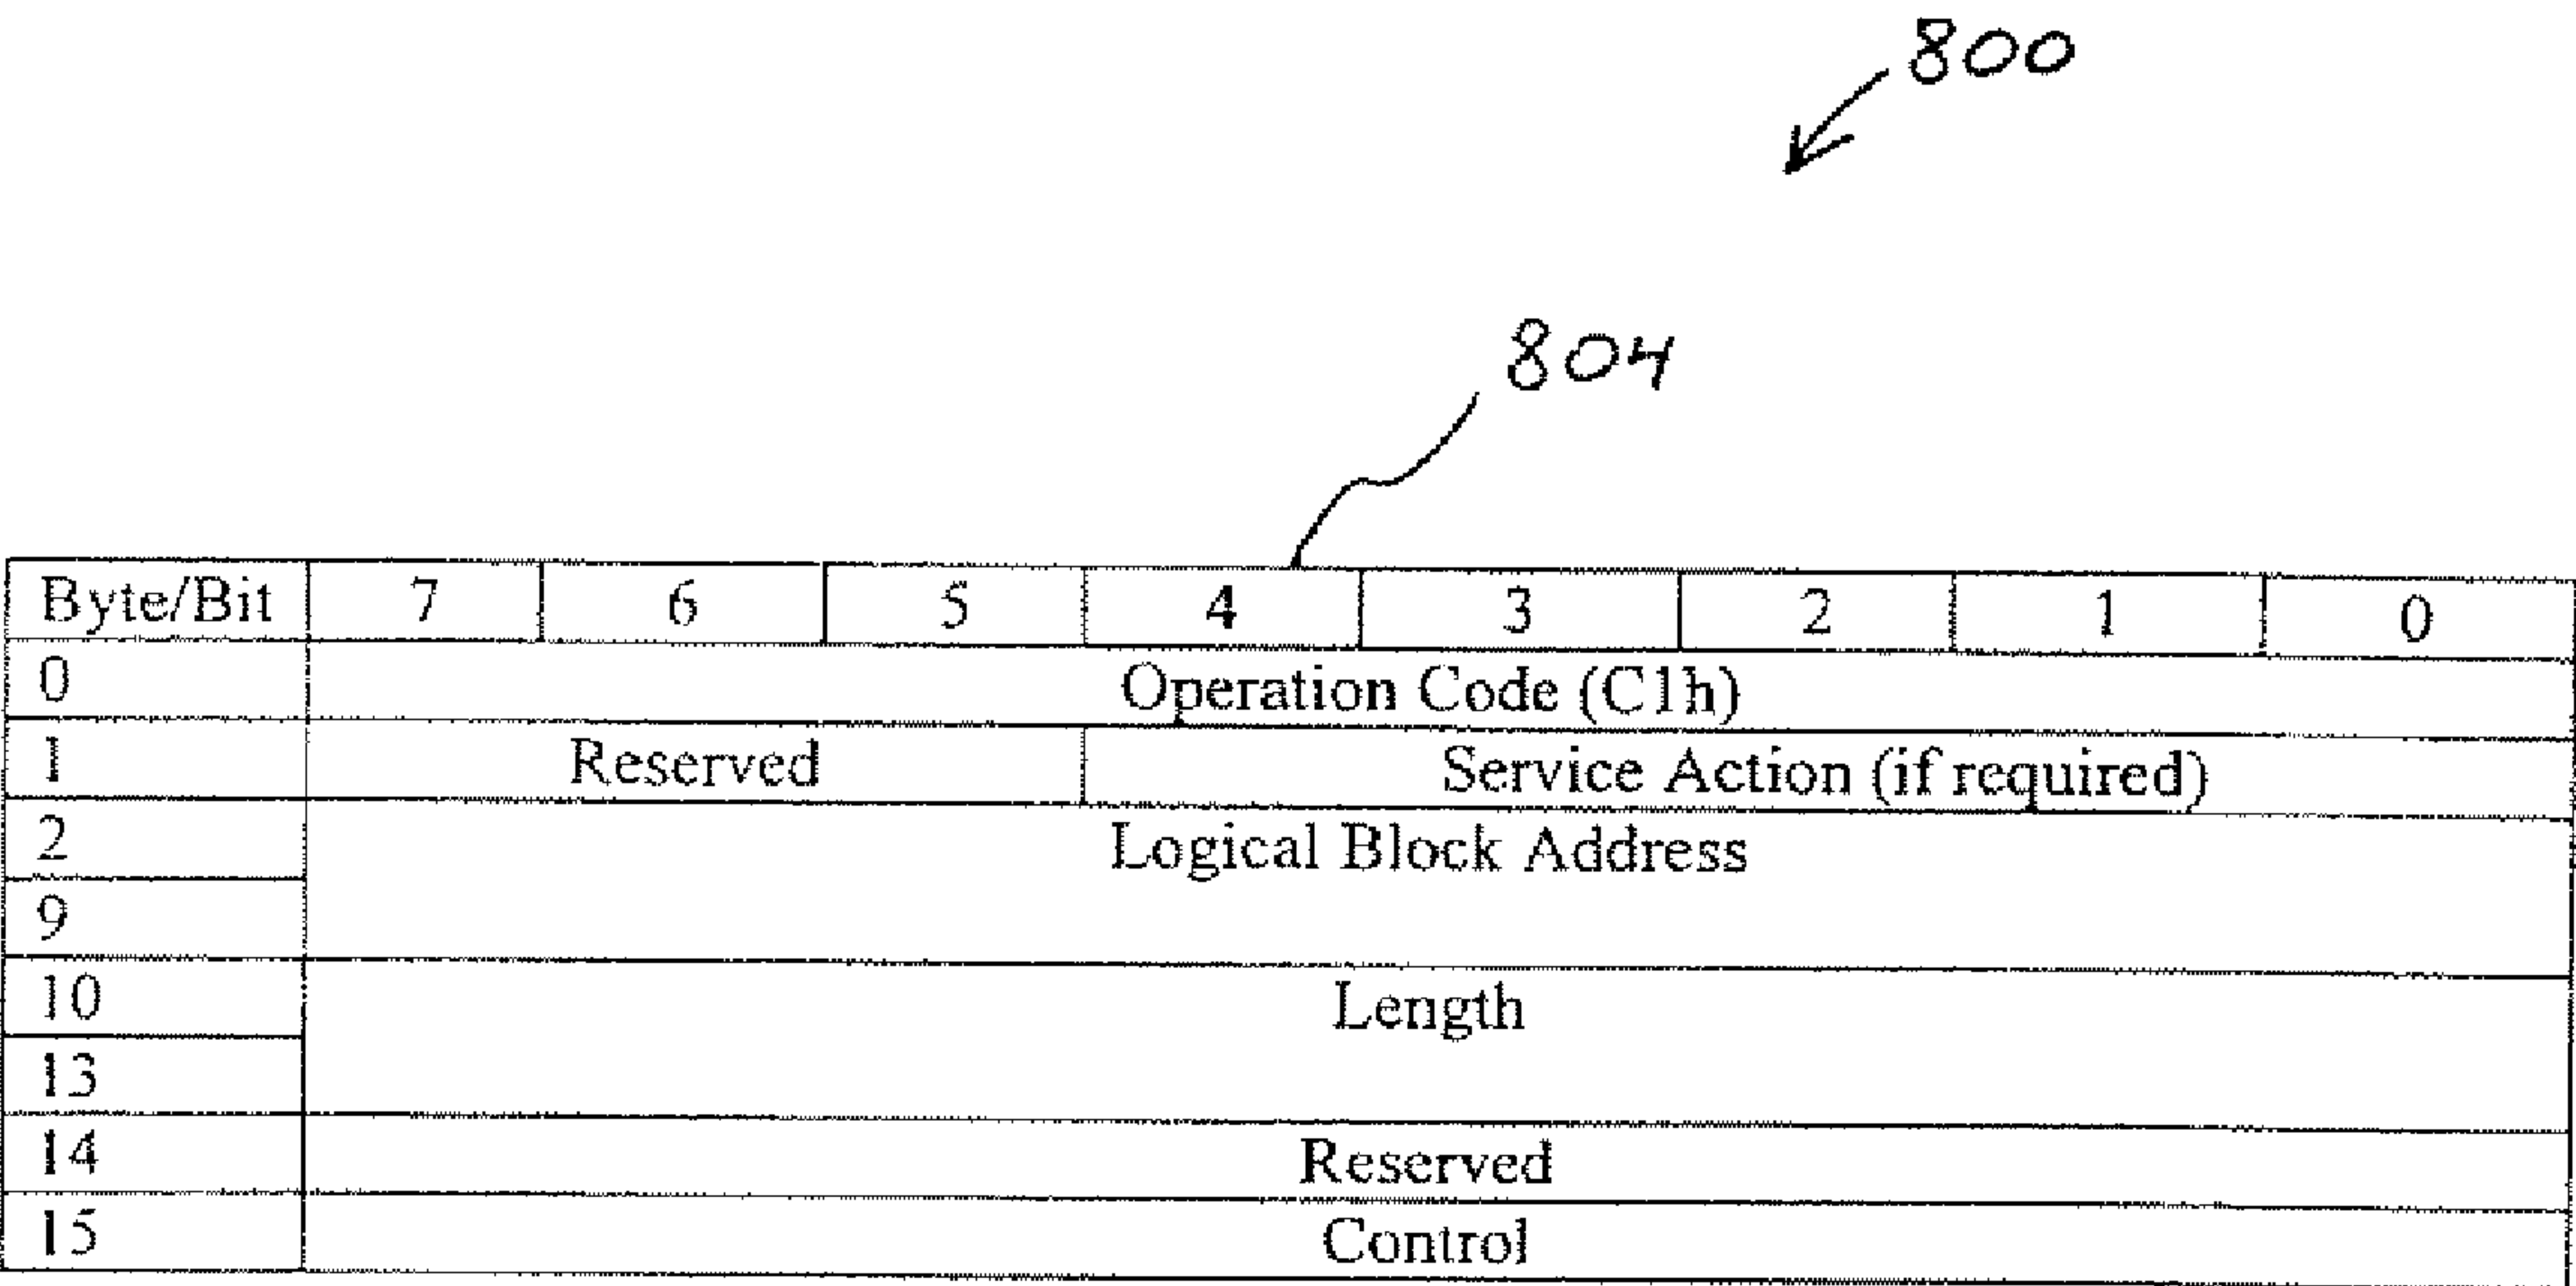 800
804
Byte/Bit 7 6 5 4 3 2 1 0
0 Operation Code (C1h)
1 Reserved Service Action (if required)
2 Logical Block Address
9
10 Length
13
14 Reserved
15 Control